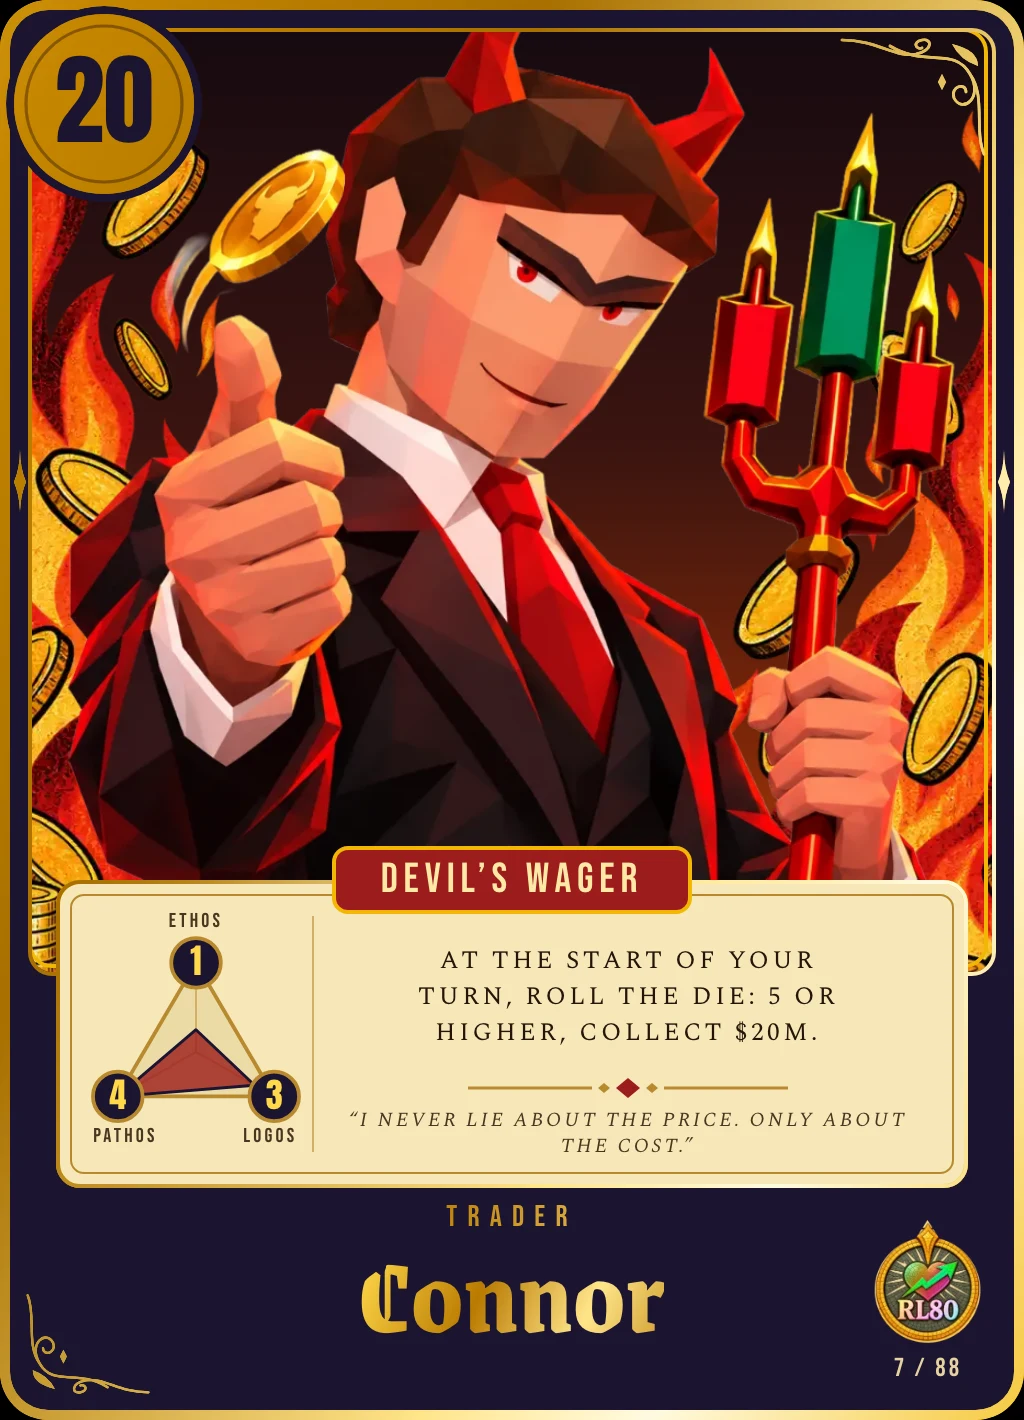 20
DEVIL’S WAGER
ETHOS
1
4
3
PATHOS
LOGOS
AT THE START OF YOUR
TURN, ROLL THE DIE: 5 OR
HIGHER, COLLECT $20M.
“I NEVER LIE ABOUT THE PRICE. ONLY ABOUT
THE COST.”
TRADER
Connor
RL80
7 / 88